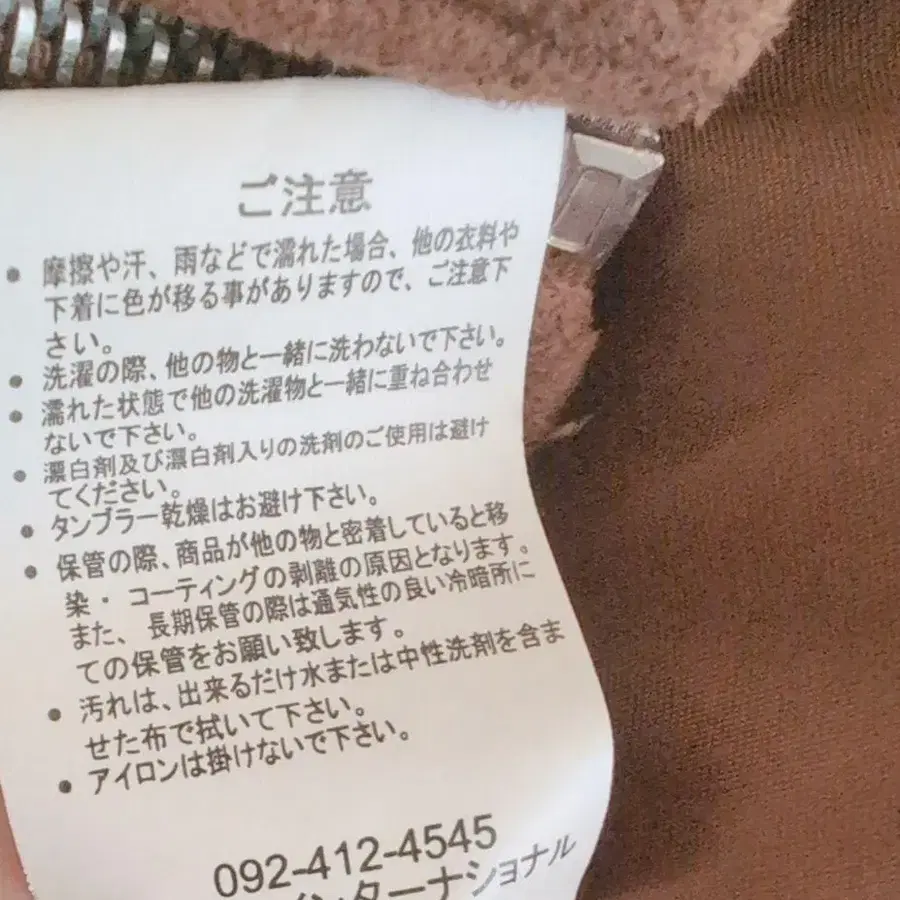 ご注意
● 摩擦や汗、雨などで濡れた場合、他の衣料や
下着に色が移る事がありますので、ご注意下
さい。
● 洗濯の際、他の物と一緒に洗わないで下さい。
● 濡れた状態で他の洗濯物と一緒に重ね合わせ
ないで下さい。
● 漂白剤及び漂白剤入りの洗剤のご使用は避け
てください。
● タンブラー乾燥はお避け下さい。
● 保管の際、商品が他の物と密着していると移
染・コーティングの剥離の原因となります。
また、長期保管の際は通気性の良い冷暗所に
ての保管をお願い致します。
● 汚れは、出来るだけ水または中性洗剤を含ま
せた布で拭いて下さい。
● アイロンは掛けないで下さい。
092-412-4545
インターナショナル